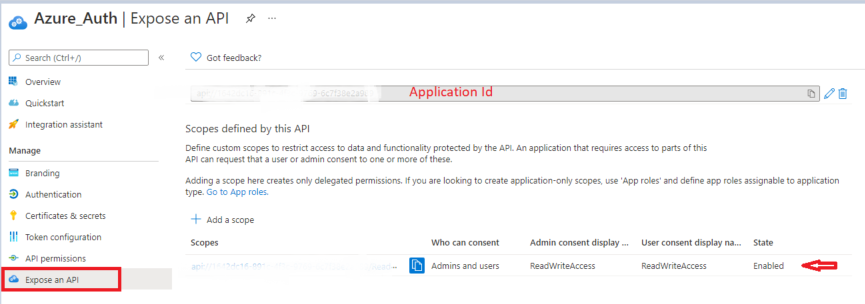 Azure_Auth | Expose an API
Search (Ctrl+/)
«
Got feedback?
Overview
Quickstart
Integration assistant
Manage
Branding
Authentication
Certificates & secrets
Token configuration
API permissions
Expose an API
Application Id
Scopes defined by this API
Define custom scopes to restrict access to data and functionality protected by the API. An application that requires access to parts of this
API can request that a user or admin consent to one or more of these.
Adding a scope here creates only delegated permissions. If you are looking to create application-only scopes, use 'App roles' and define app roles assignable to application
type. Go to App roles.
Add a scope
Scopes Who can consent Admin consent display ... User consent display na... State
Admins and users ReadWriteAccess ReadWriteAccess Enabled